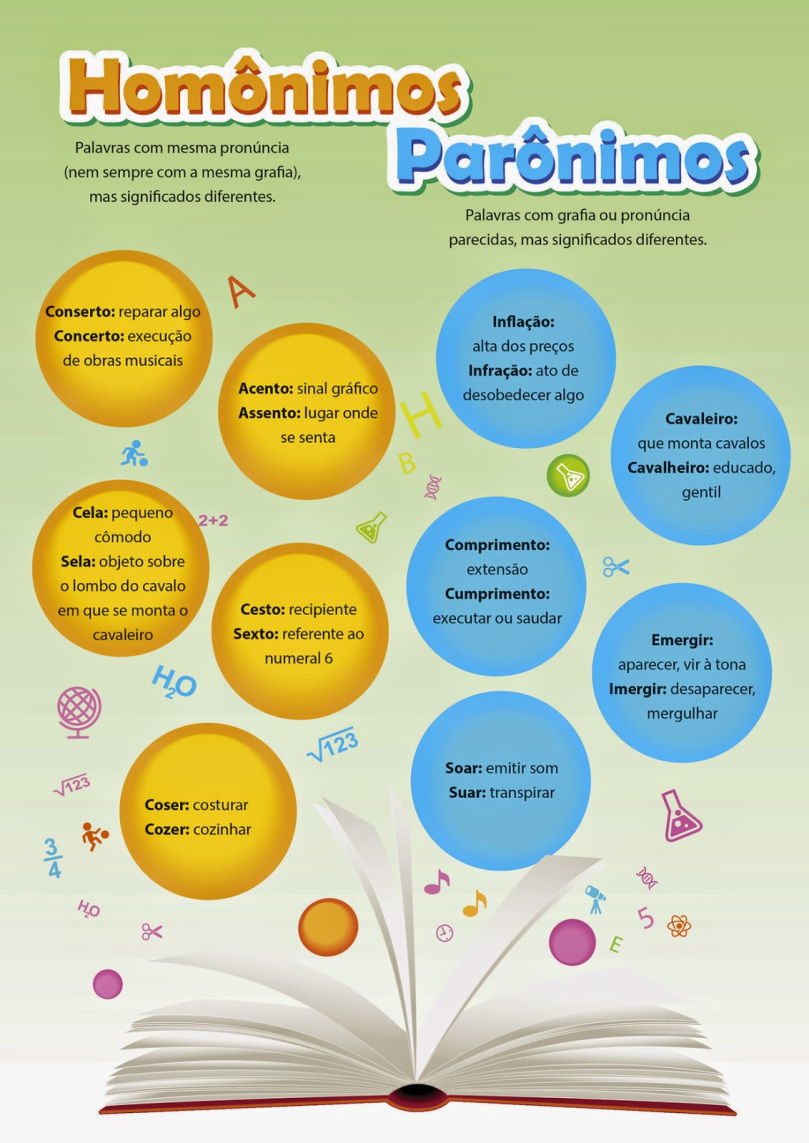 Homônimos
Palavras com mesma pronúncia
(nem sempre com a mesma grafia),
mas significados diferentes.
Parônimos
Palavras com grafia ou pronúncia
parecidas, mas significados diferentes.
Conserto: reparar algo
Concerto: execução
de obras musicais
A
Acento: sinal gráfico
Assento: lugar onde
se senta
Inflação:
alta dos preços
Infração: ato de
desobedecer algo
H
B
Cavaleiro:
que monta cavalos
Cavalheiro: educado,
gentil
Cela: pequeno
cômodo
Sela: objeto sobre
o lombo do cavalo
em que se monta o
cavaleiro
2+2
Cesto: recipiente
Sexto: referente ao
numeral 6
Comprimento:
extensão
Cumprimento:
executar ou saudar
Emergir:
aparecer, vir à tona
Imergir: desaparecer,
mergulhar
H2O
√123
√123
Coser: costurar
Cozer: cozinhar
Soar: emitir som
Suar: transpirar
3
4
H2O
5
E